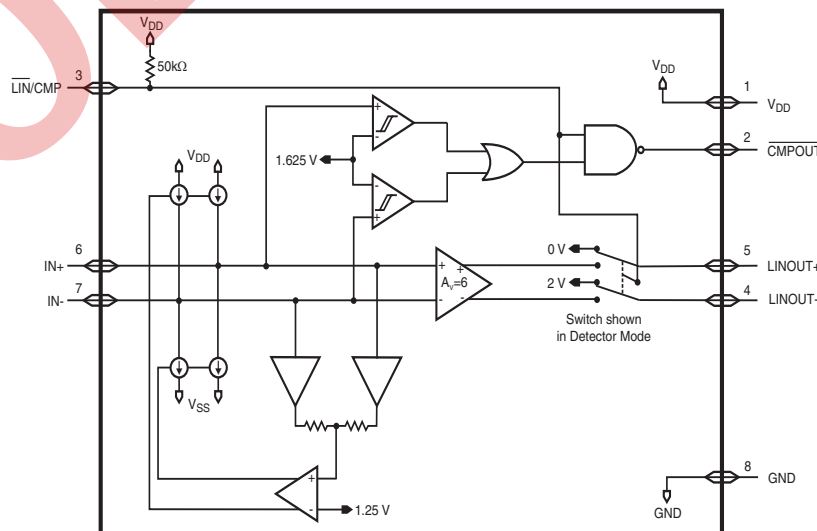 VDD
50kΩ
3
LIN/CMP
VDD
1
VDD
+
-
1.625 V
2
CMPOUT
VDD
-
+
6
IN+
0 V
5
LINOUT+
+
+
Av=6
-
-
7
IN-
2 V
4
LINOUT-
Switch shown
in Detector Mode
VSS
+
-
1.25 V
8
GND
GND